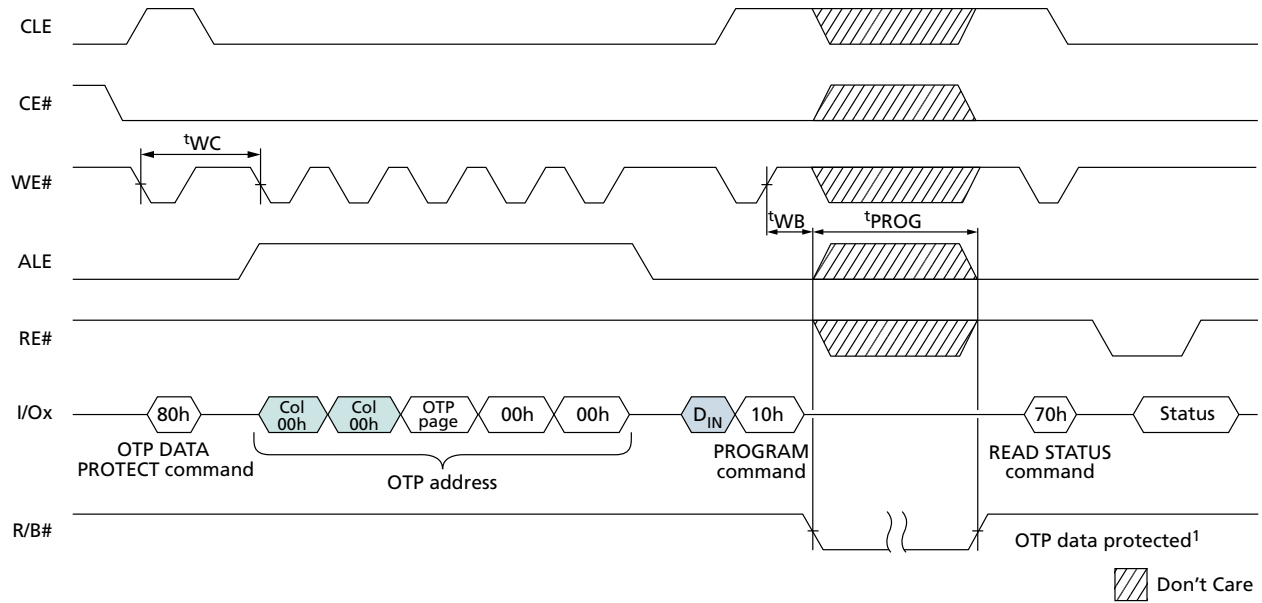 CLE
CE#
tWC
WE#
tWB
tPROG
ALE
RE#
I/Ox
80h
Col
00h
Col
00h
OTP
page
00h
00h
DIN
10h
70h
Status
OTP DATA
PROTECT command
OTP address
PROGRAM
command
READ STATUS
command
R/B#
OTP data protected1
Don't Care